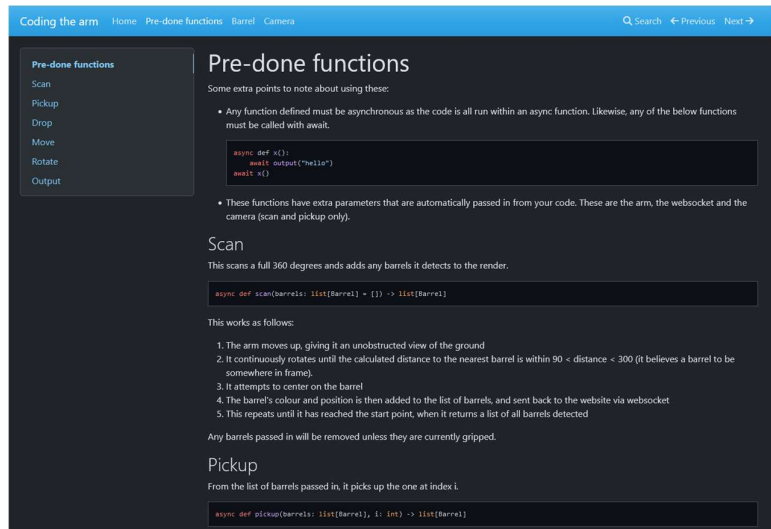 Coding the arm Home Pre-done functions Barrel Camera Search ← Previous Next →
Pre-done functions
Scan
Pickup
Drop
Move
Rotate
Output
Pre-done functions
Some extra points to note about using these:
• Any function defined must be asynchronous as the code is all run within an async function. Likewise, any of the below functions
must be called with await.
async def x():
await output("hello")
await x()
• These functions have extra parameters that are automatically passed in from your code. These are the arm, the websocket and the
camera (scan and pickup only).
Scan
This scans a full 360 degrees ands adds any barrels it detects to the render.
async def scan(barrels: list[Barrel] = []) -> list[Barrel]
This works as follows:
1. The arm moves up, giving it an unobstructed view of the ground
2. It continuously rotates until the calculated distance to the nearest barrel is within 90 < distance < 300 (it believes a barrel to be
somewhere in frame).
3. It attempts to center on the barrel
4. The barrel's colour and position is then added to the list of barrels, and sent back to the website via websocket
5. This repeats until it has reached the start point, when it returns a list of all barrels detected
Any barrels passed in will be removed unless they are currently gripped.
Pickup
From the list of barrels passed in, it picks up the one at index i.
async def pickup(barrels: list[Barrel], i: int) -> list[Barrel]